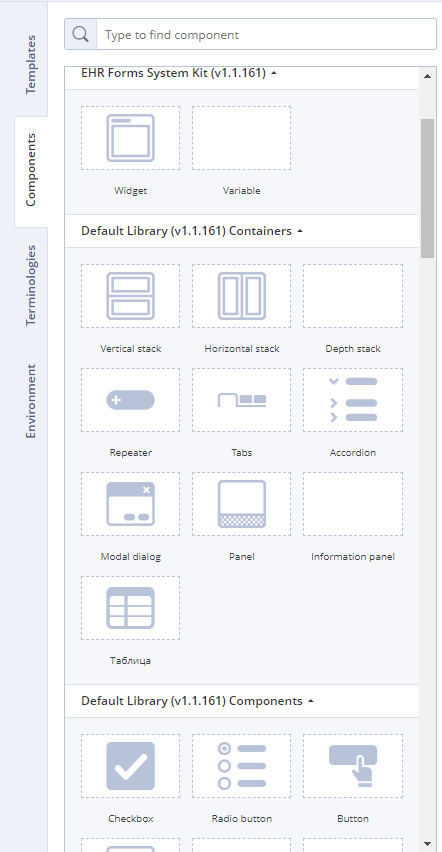 Type to find component
Templates
Components
Terminologies
Environment
EHR Forms System Kit (v1.1.161)
Widget
Variable
Default Library (v1.1.161) Containers
Vertical stack
Horizontal stack
Depth stack
Repeater
Tabs
Accordion
Modal dialog
Panel
Information panel
Таблица
Default Library (v1.1.161) Components
Checkbox
Radio button
Button